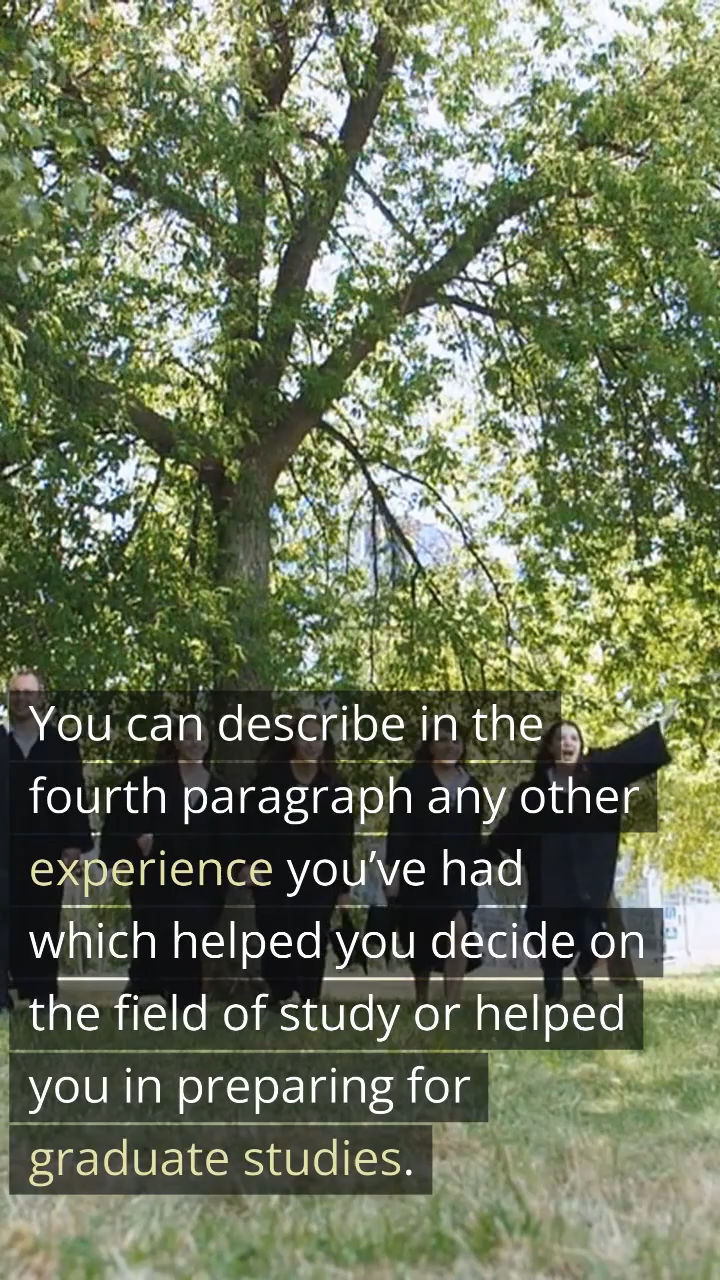 You can describe in the
fourth paragraph any other
experience you’ve had
which helped you decide on
the field of study or helped
you in preparing for
graduate studies.